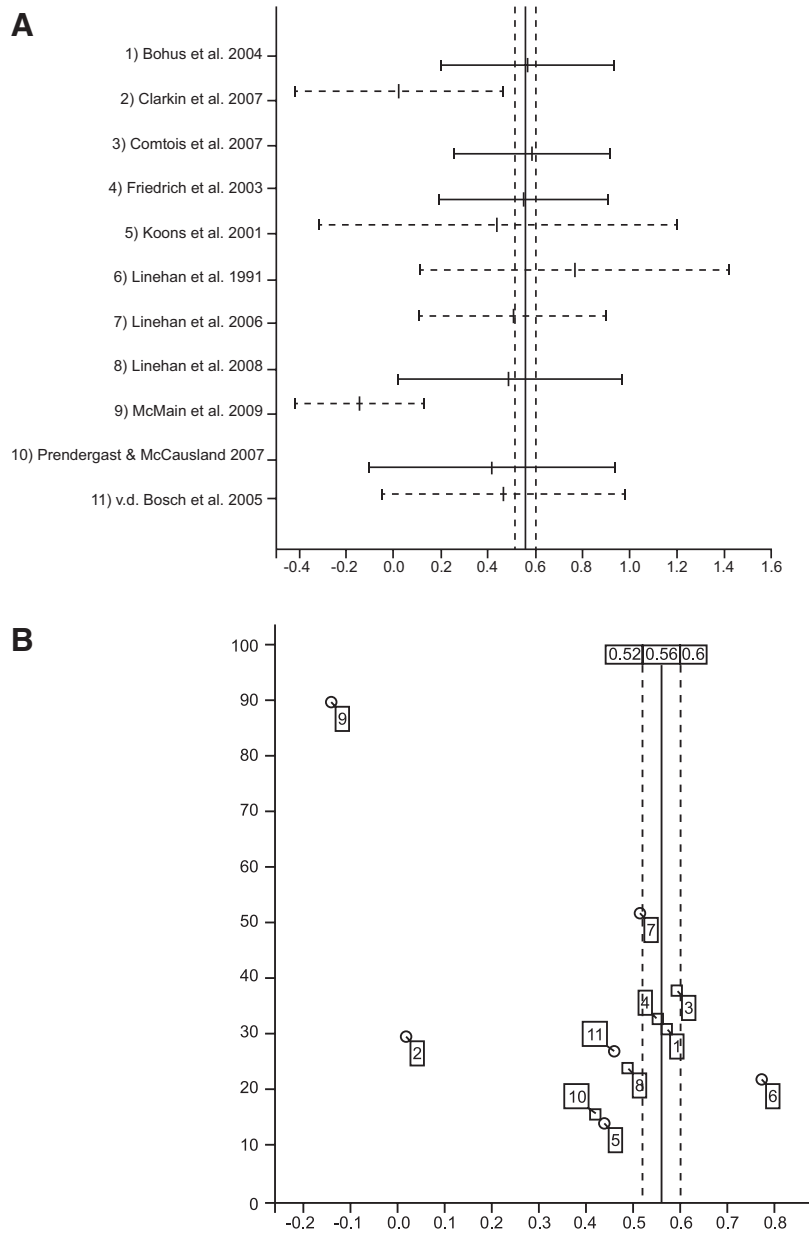 A
1) Bohus et al. 2004
2) Clarkin et al. 2007
3) Comtois et al. 2007
4) Friedrich et al. 2003
5) Koons et al. 2001
6) Linehan et al. 1991
7) Linehan et al. 2006
8) Linehan et al. 2008
9) McMain et al. 2009
10) Prendergast & McCausland 2007
11) v.d. Bosch et al. 2005
-0.4 -0.2 0.0 0.2 0.4 0.6 0.8 1.0 1.2 1.4 1.6
B
100
0.52 0.56 0.6
90
9
80
70
60
50
7
40
4 3
30
11 1
2
8
20
10 6
5
10
0
-0.2 -0.1 0.0 0.1 0.2 0.3 0.4 0.5 0.6 0.7 0.8